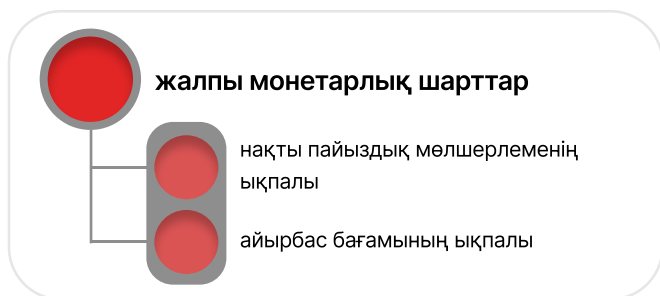 жалпы монетарлық шарттар
нақты пайыздық мөлшерлеменің
ықпалы
айырбас бағамының ықпалы